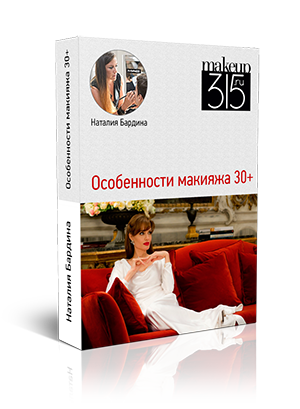 makeup
315.ru
Наталия Бардина
Особенности макияжа 30+
Особенности макияжа 30+
Наталия Бардина